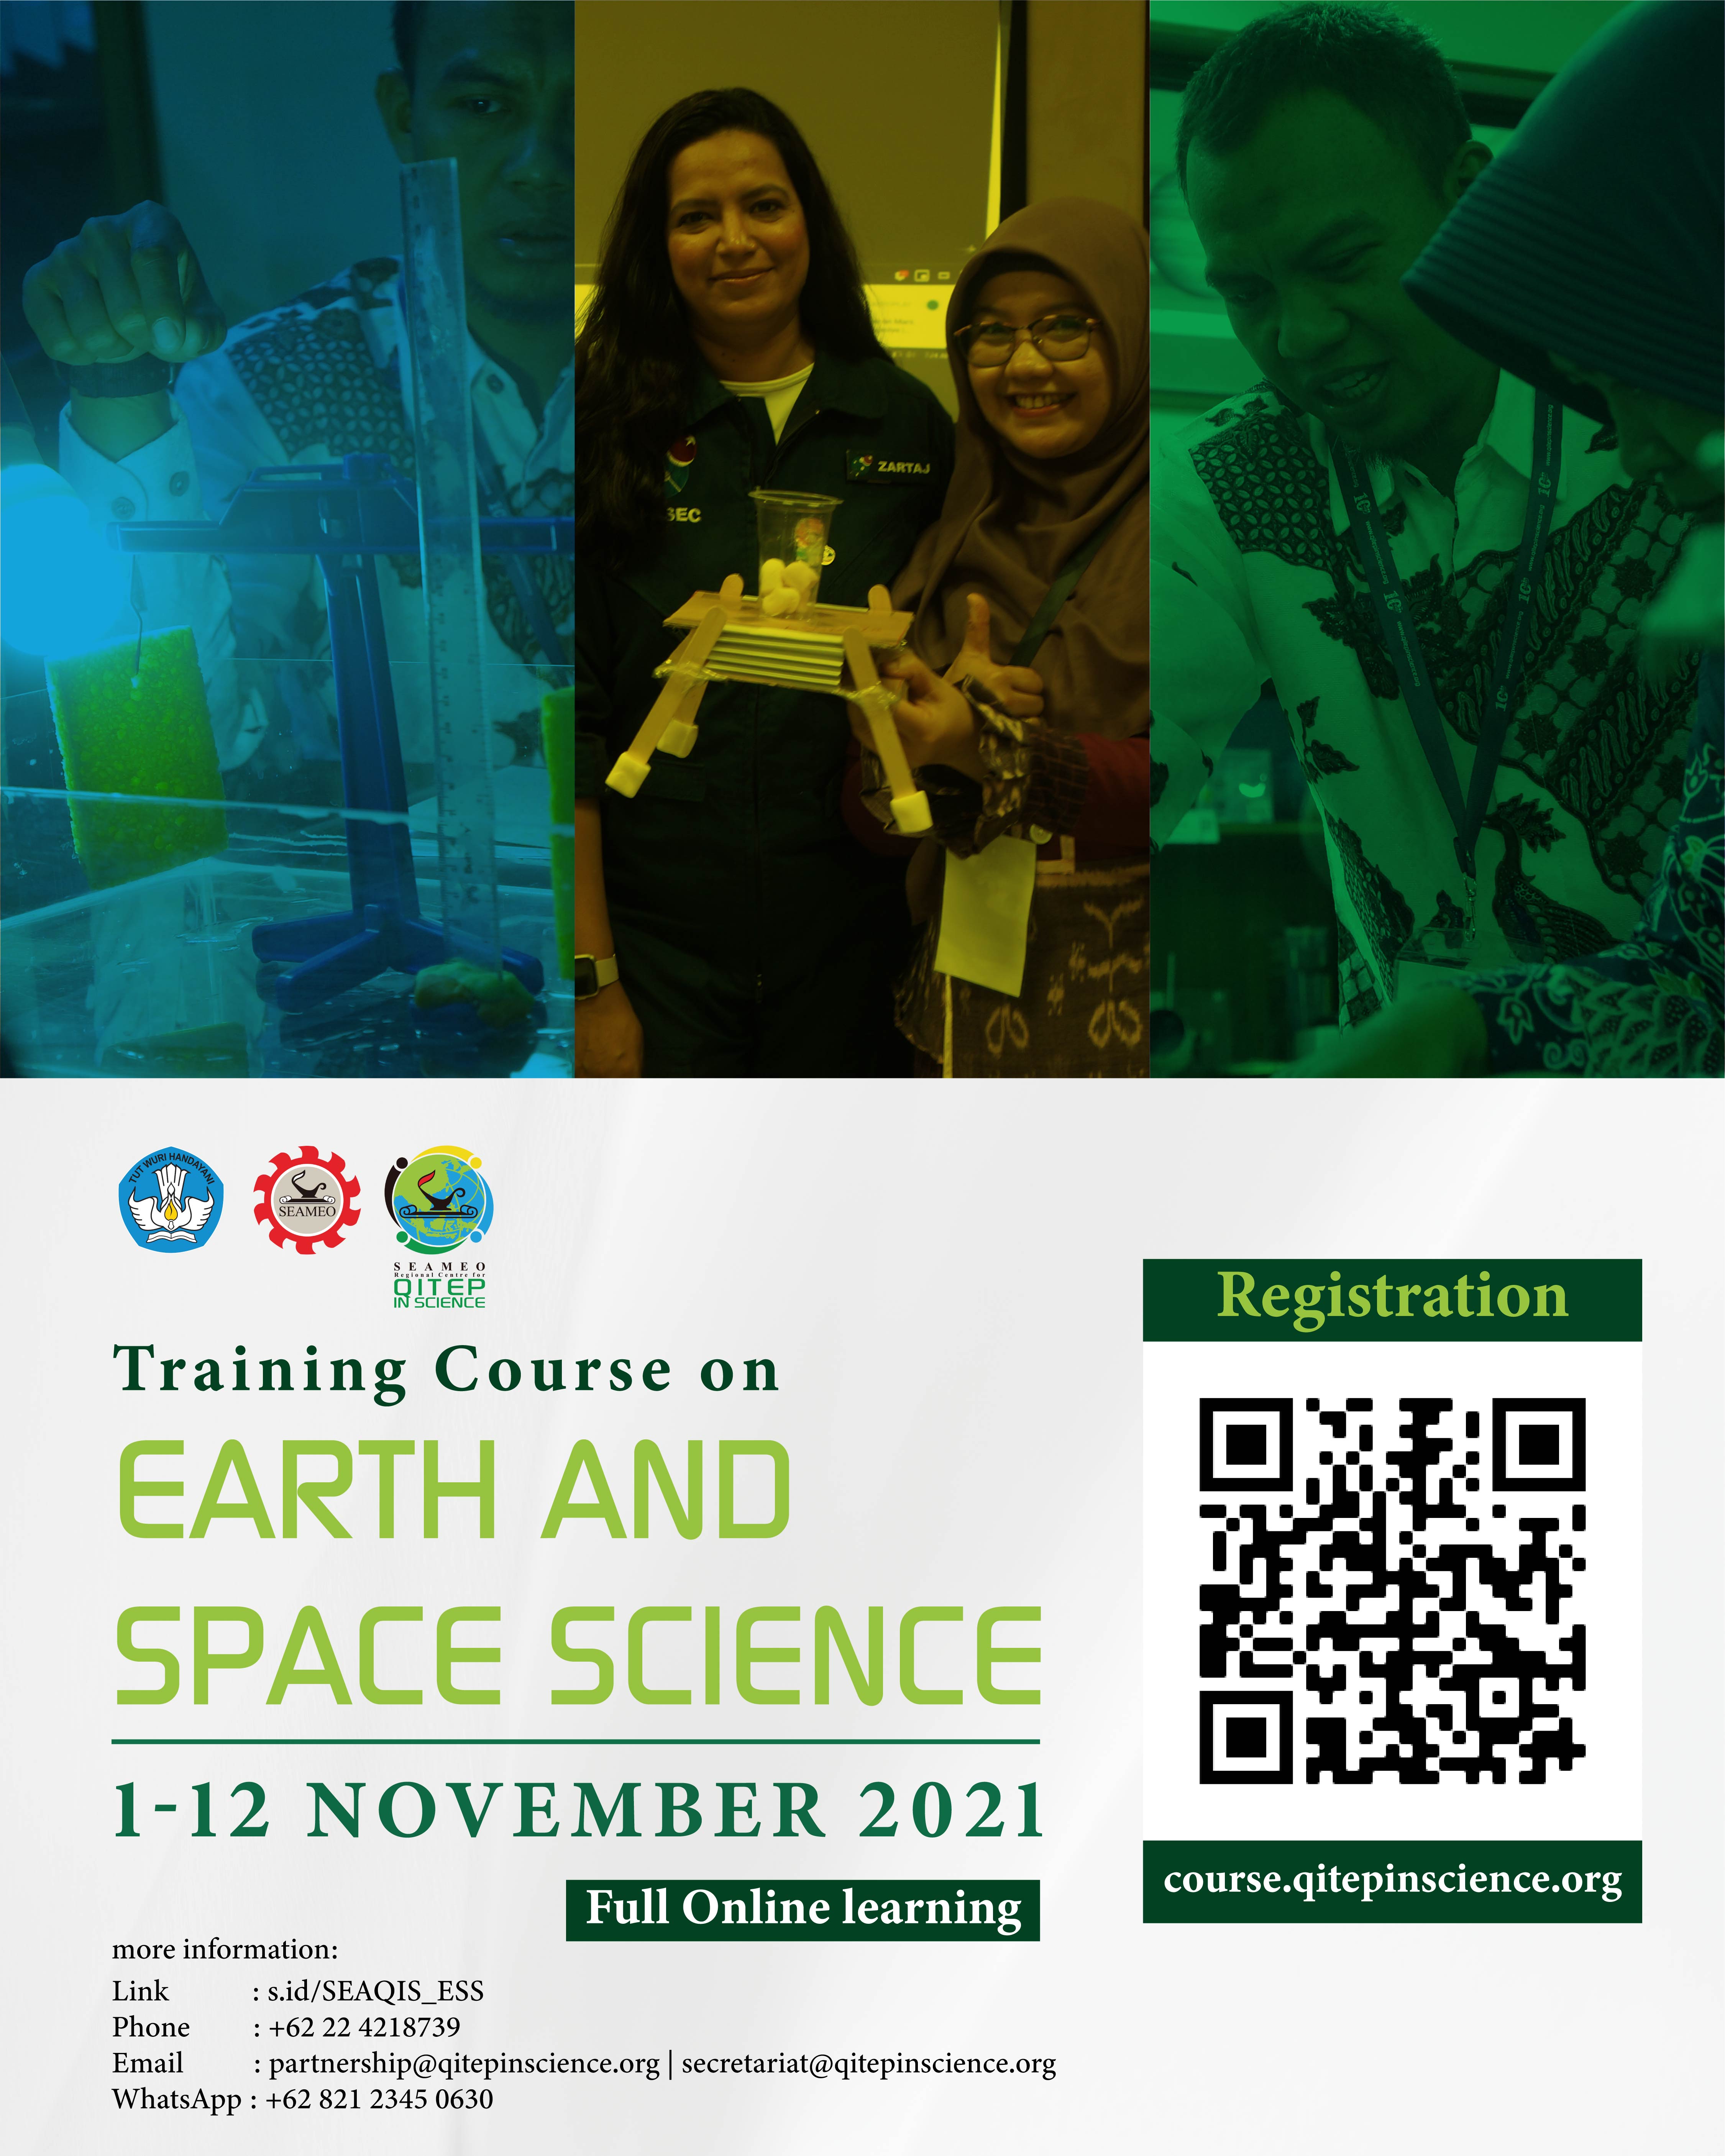 ZARTAJ
SEC
TUT WURI HANDAYANI
SEAMEO
SEAMEO
Regional Centre for
QITEP
IN SCIENCE
Registration
Training Course on
EARTH AND
SPACE SCIENCE
1-12 NOVEMBER 2021
Full Online learning
course.qitepinscience.org
more information:
Link : s.id/SEAQIS_ESS
Phone : +62 22 4218739
Email : partnership@qitepinscience.org | secretariat@qitepinscience.org
WhatsApp : +62 821 2345 0630